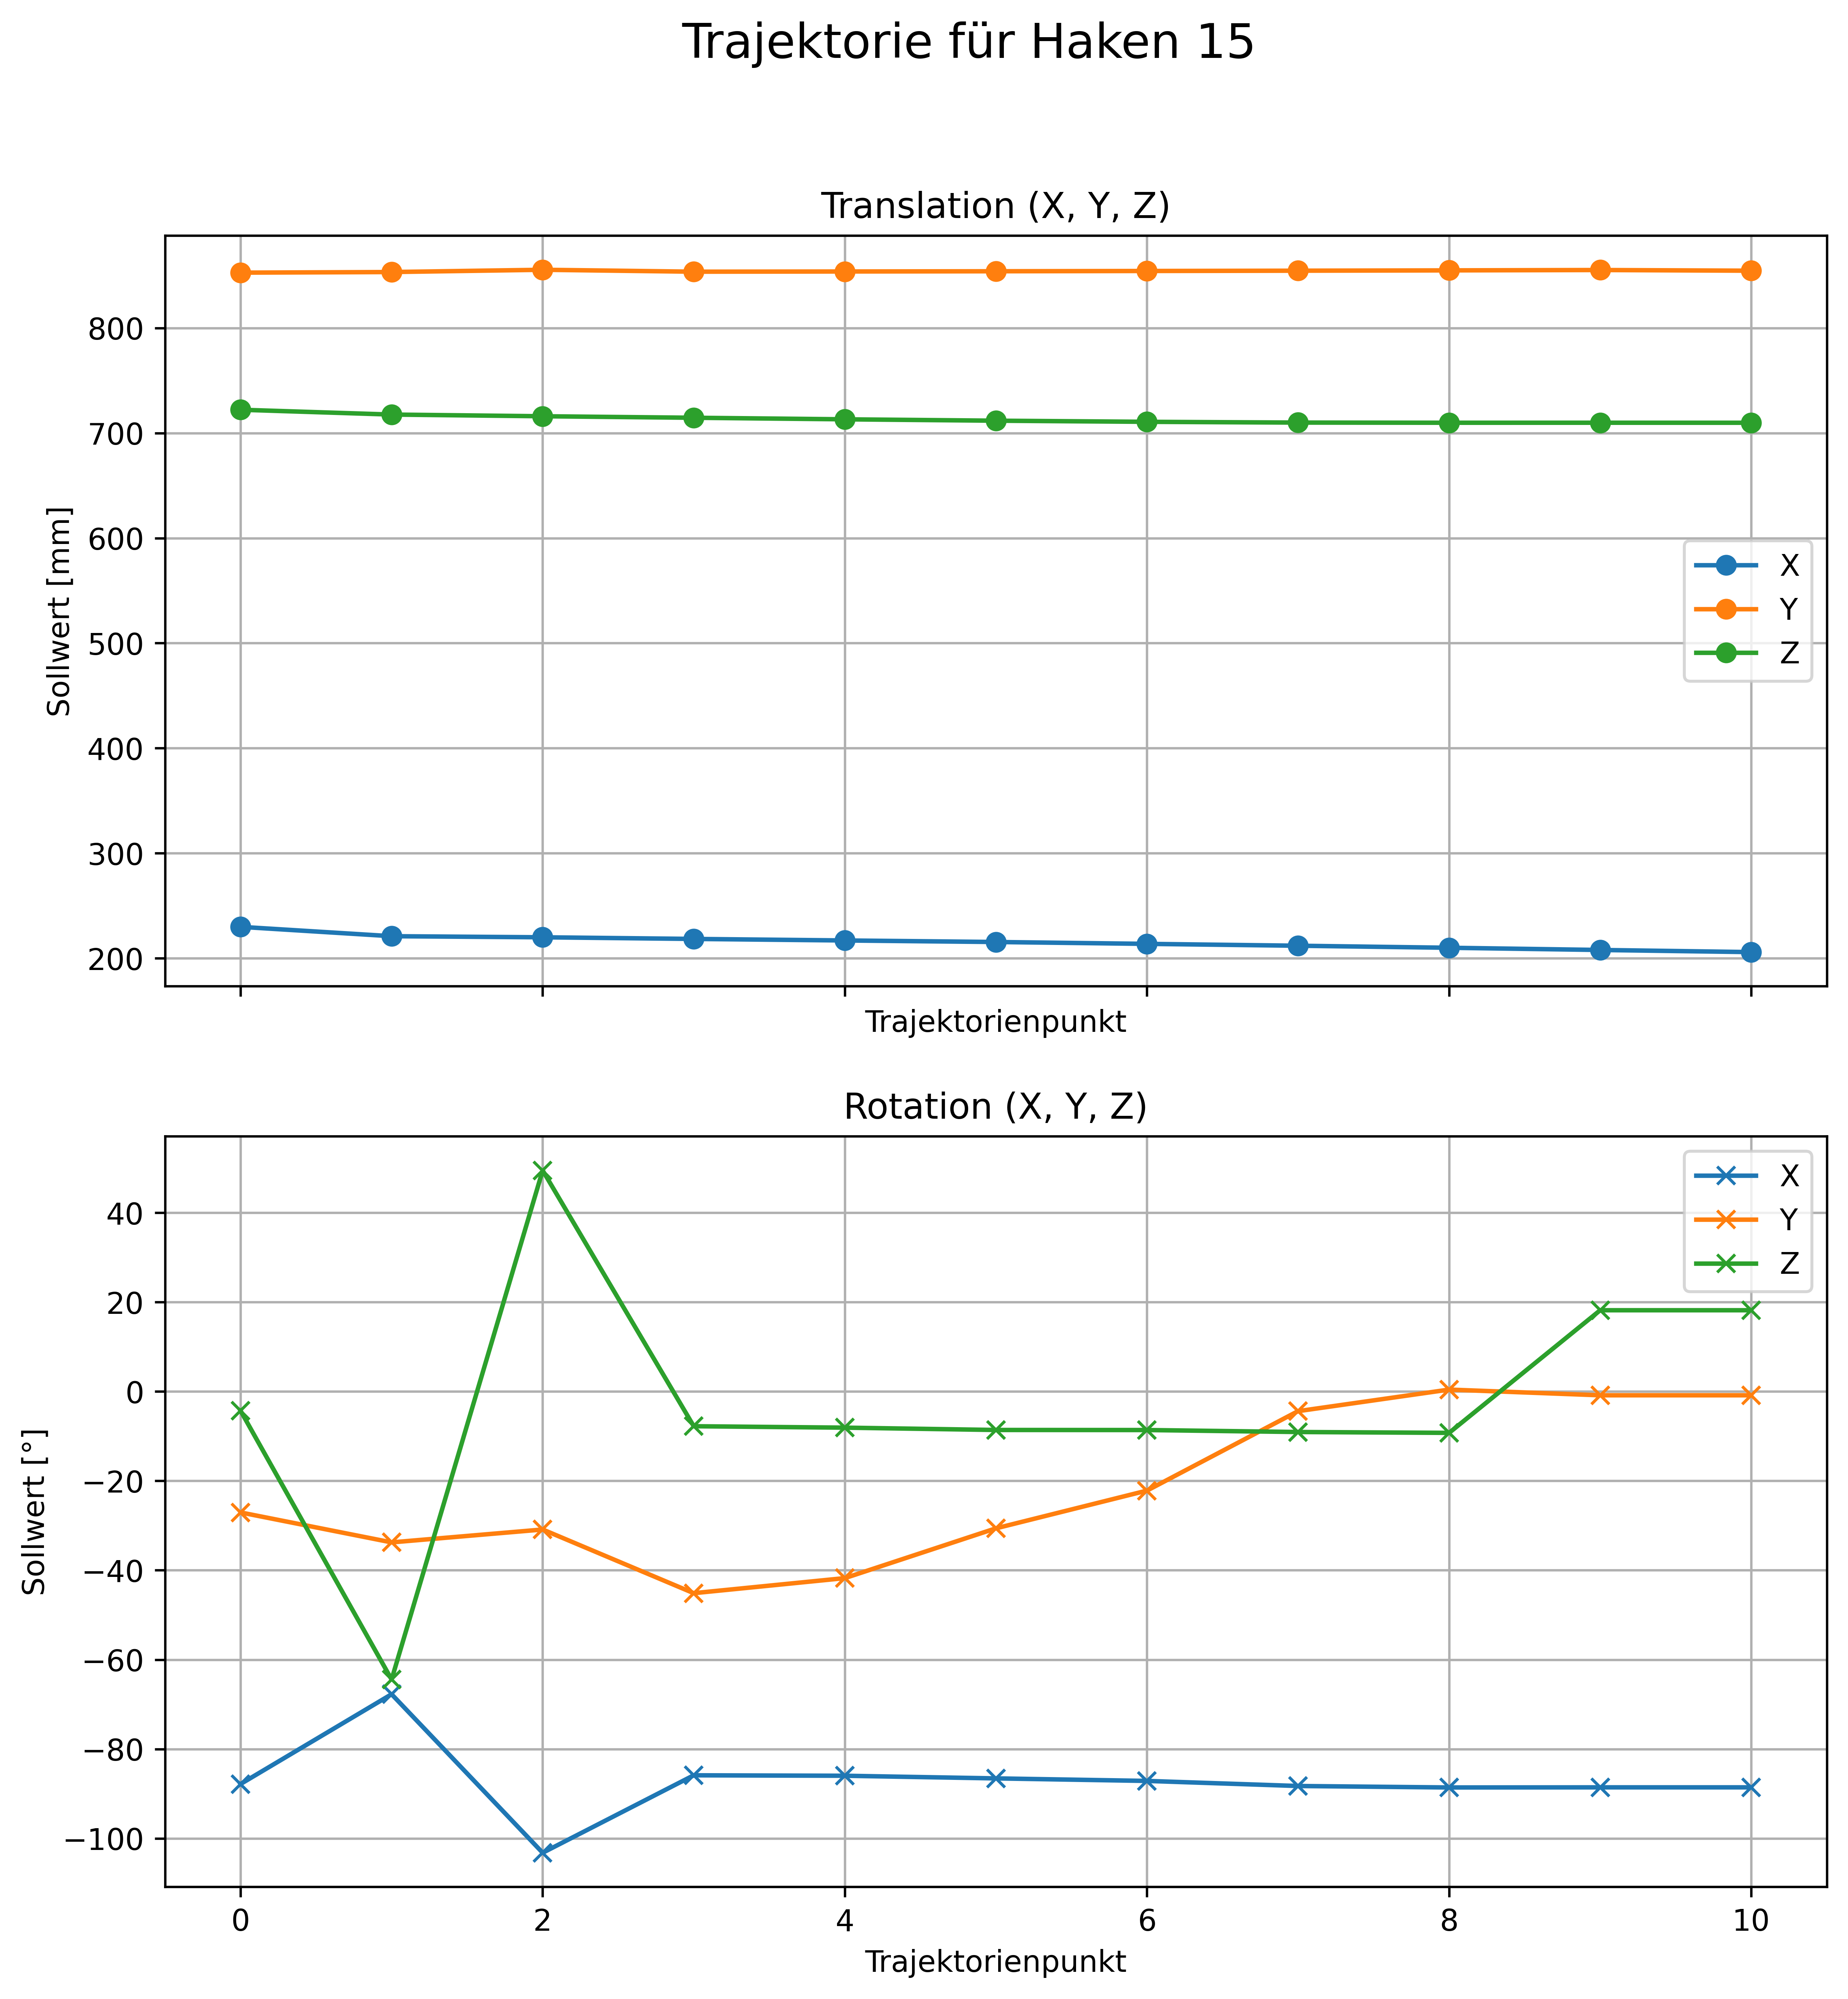 Trajektorie für Haken 15
Translation (X, Y, Z)
800
700
600
500
400
300
200
Sollwert [mm]
X
Y
Z
Trajektorienpunkt
Rotation (X, Y, Z)
40
20
0
−20
−40
−60
−80
−100
Sollwert [°]
X
Y
Z
0 2 4 6 8 10
Trajektorienpunkt